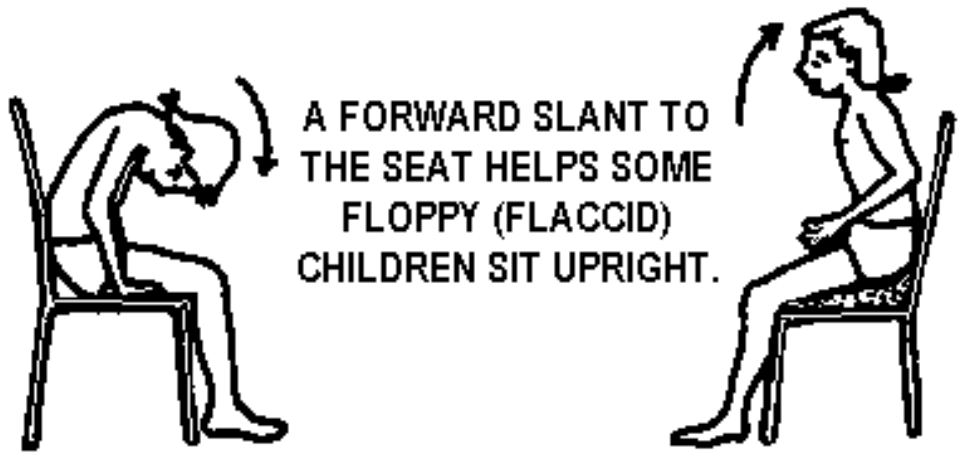 A FORWARD SLANT TO
THE SEAT HELPS SOME
FLOPPY (FLACCID)
CHILDREN SIT UPRIGHT.